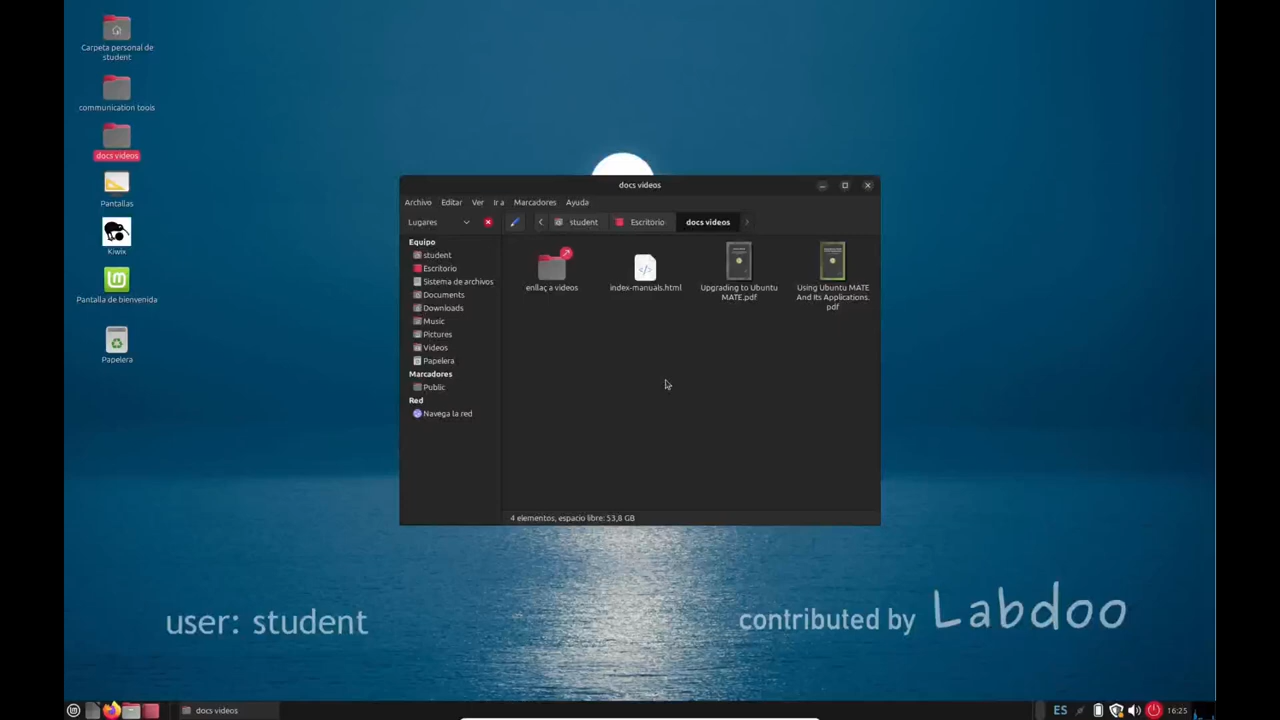 Carpeta personal de
student
communication tools
docs videos
Pantallas
Kiwix
Pantalla de bienvenida
Papelera
docs videos
Archivo Editar Ver Ir a Marcadores Ayuda
Lugares student Escritorio docs videos
Equipo
student
Escritorio
Sistema de archivos
Documents
Downloads
Music
Pictures
Videos
Papelera
Marcadores
Public
Red
Navega la red
enllaç a videos
index-manuals.html
Upgrading to Ubuntu
MATE.pdf
Using Ubuntu MATE
And Its Applications.
pdf
4 elementos, espacio libre: 53,8 GB
user: student
contributed by Labdoo
docs videos
ES
16:25